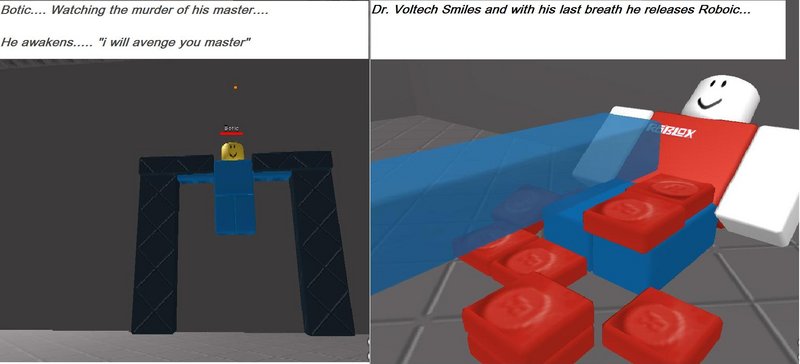 Botic.... Watching the murder of his master....
He awakens..... "i will avenge you master"
Botic
Dr. Voltech Smiles and with his last breath he releases Roboic...
ROBLOX